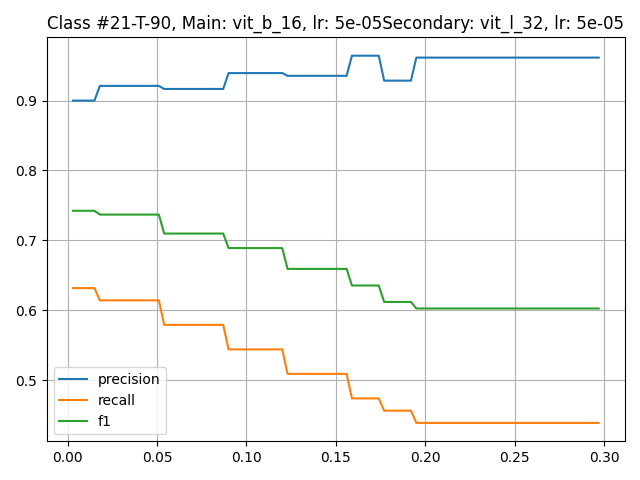 Class #21-T-90, Main: vit_b_16, lr: 5e-05Secondary: vit_l_32, lr: 5e-05
0.9
0.8
0.7
0.6
0.5
precision
recall
f1
0.00 0.05 0.10 0.15 0.20 0.25 0.30